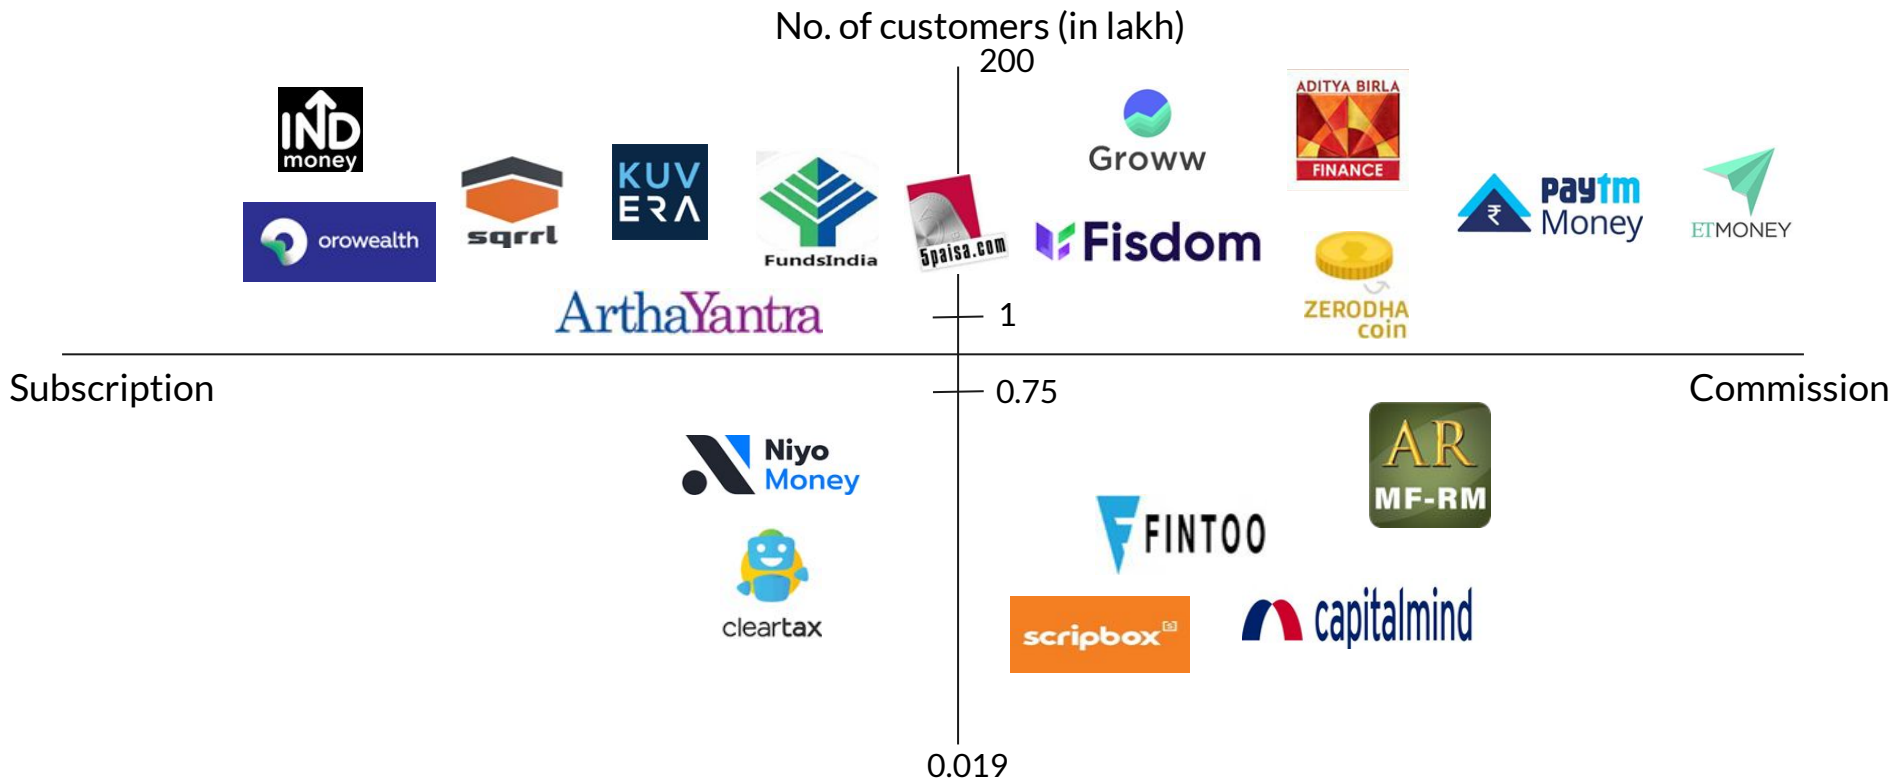 No. of customers (in lakh)
200
IND
money
orowealth
sqrrl
KUV
ERA
FundsIndia
5paisa.com
Groww
ADITYA BIRLA
FINANCE
Fisdom
ZERODHA
coin
₹
paytm
Money
ETMONEY
ArthaYantra
1
Subscription
0.75
Commission
Niyo
Money
cleartax
AR
MF-RM
FINTOO
scripbox
capitalmind
0.019